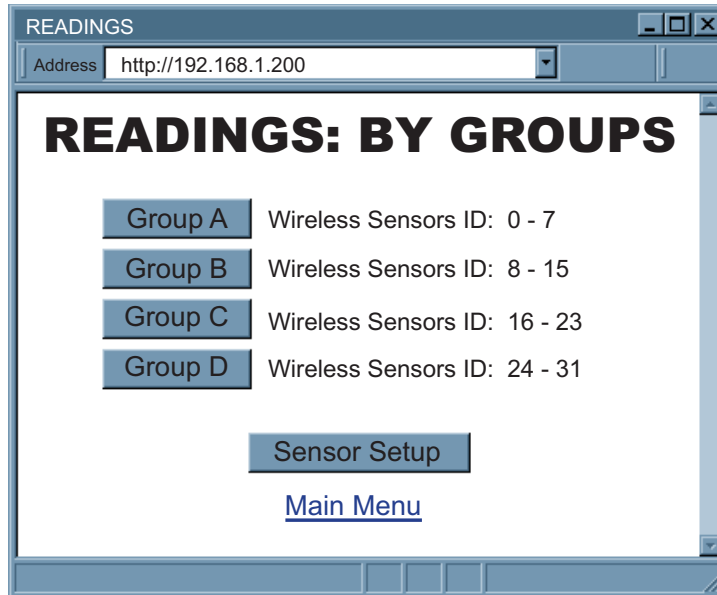 READINGS
Address http://192.168.1.200
READINGS: BY GROUPS
Group A Wireless Sensors ID: 0 - 7
Group B Wireless Sensors ID: 8 - 15
Group C Wireless Sensors ID: 16 - 23
Group D Wireless Sensors ID: 24 - 31
Sensor Setup
Main Menu